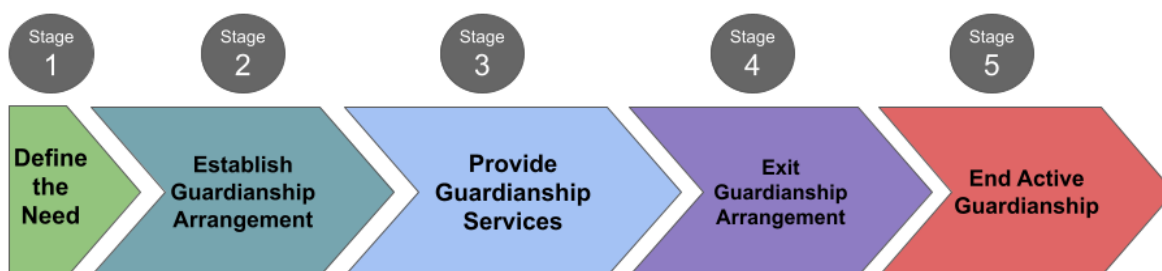 Stage
1
Stage
2
Stage
3
Stage
4
Stage
5
Define
the
Need
Establish
Guardianship
Arrangement
Provide
Guardianship
Services
Exit
Guardianship
Arrangement
End Active
Guardianship